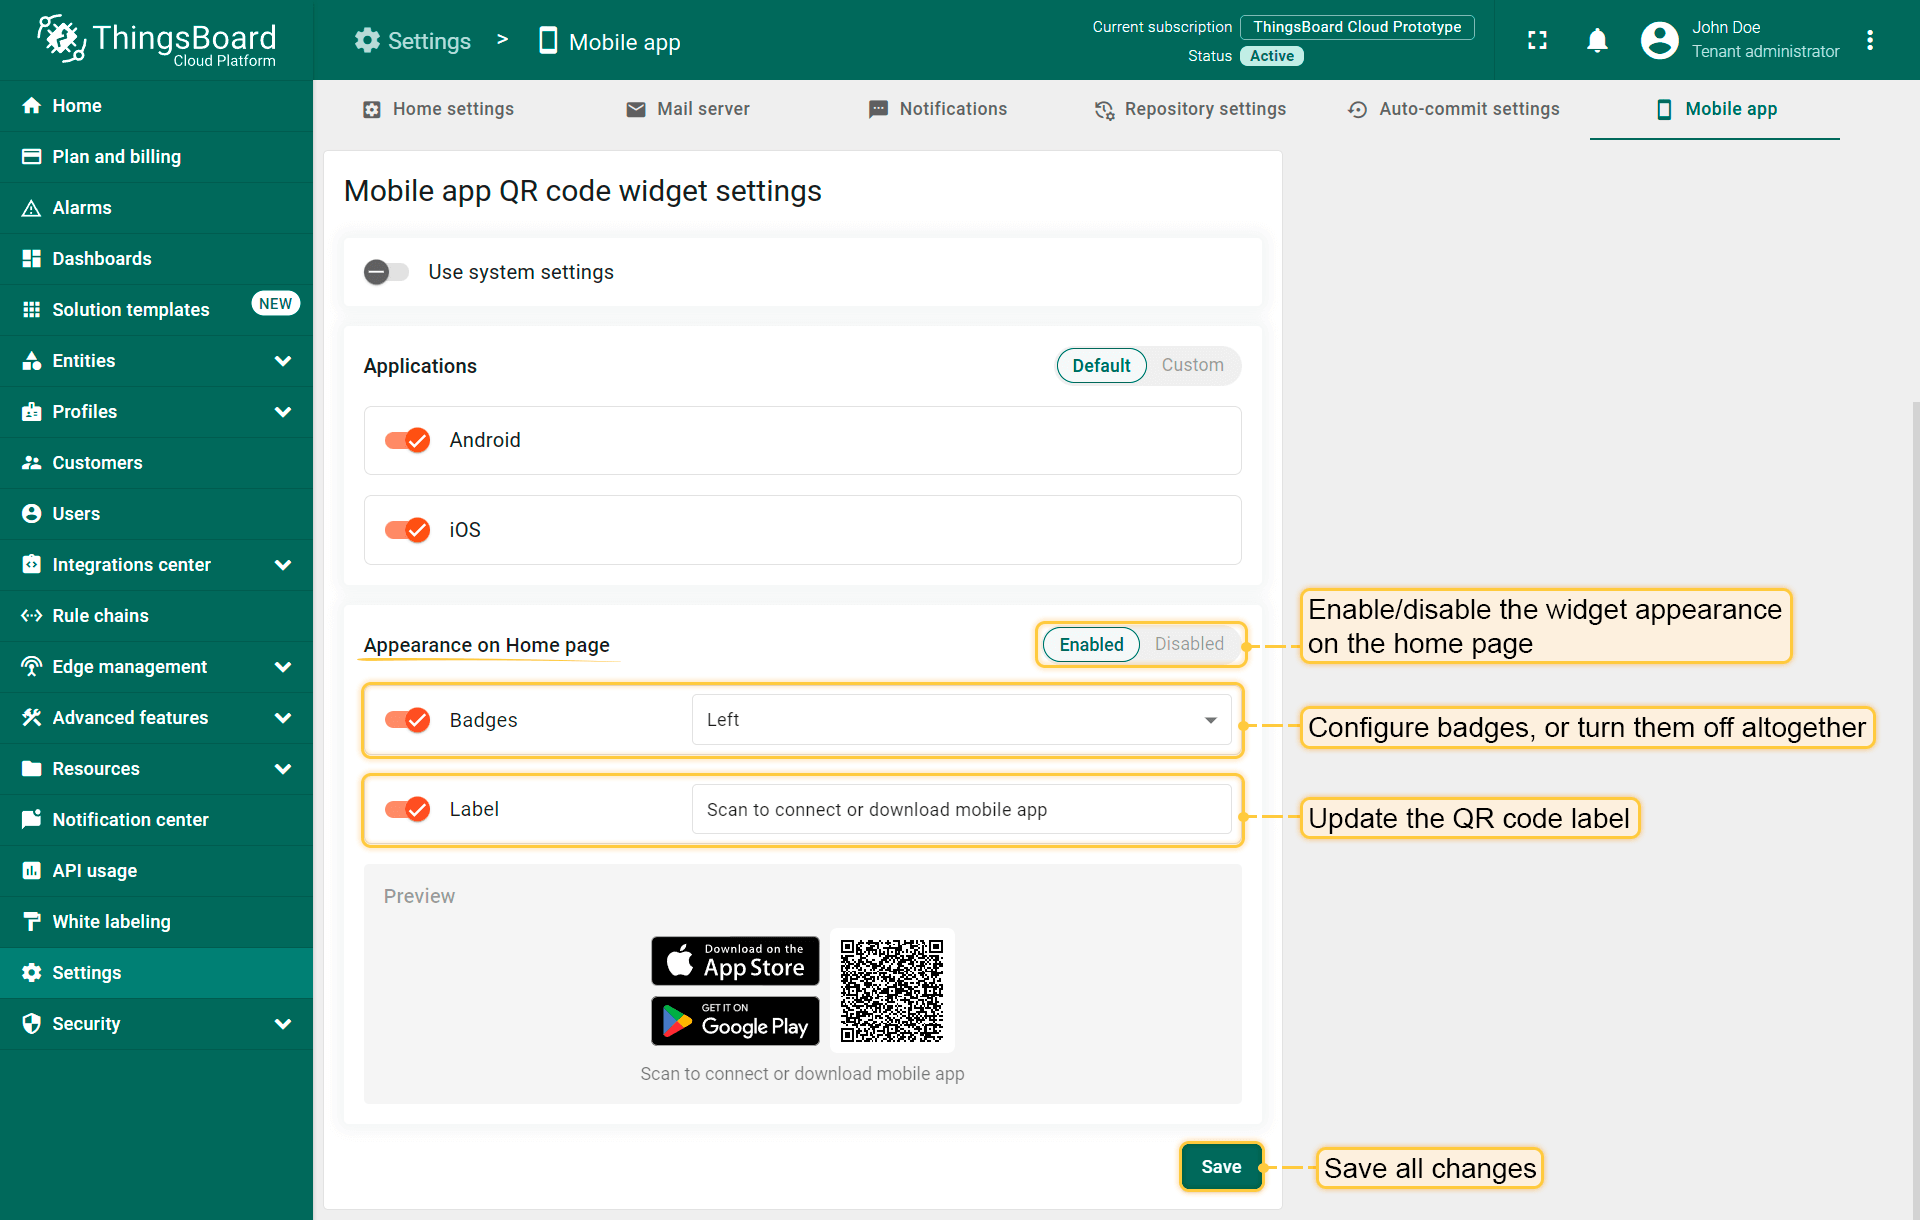 ThingsBoard
Cloud Platform
Settings > Mobile app
Current subscription ThingsBoard Cloud Prototype
Status Active
John Doe
Tenant administrator
Home
Plan and billing
Alarms
Dashboards
Solution templates NEW
Entities
Profiles
Customers
Users
Integrations center
Rule chains
Edge management
Advanced features
Resources
Notification center
API usage
White labeling
Settings
Security
Home settings Mail server Notifications Repository settings Auto-commit settings Mobile app
Mobile app QR code widget settings
Use system settings
Applications Default Custom
Android
iOS
Appearance on Home page Enabled Disabled
Enable/disable the widget appearance
on the home page
Badges Left
Configure badges, or turn them off altogether
Label Scan to connect or download mobile app
Update the QR code label
Preview
Download on the
App Store
GET IT ON
Google Play
Scan to connect or download mobile app
Save
Save all changes